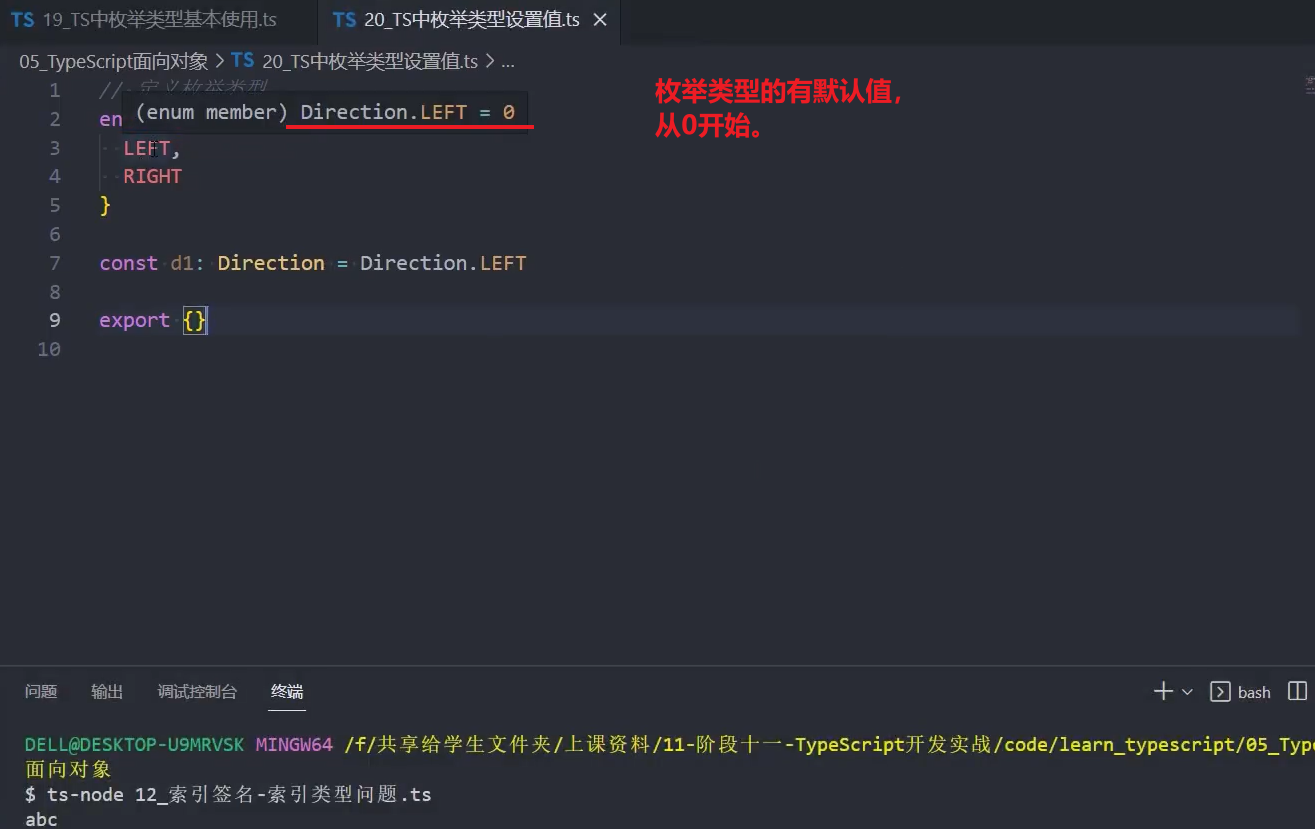 TS 19_TS中枚举类型基本使用.ts TS 20_TS中枚举类型设置值.ts ×
05_TypeScript面向对象 > TS 20_TS中枚举类型设置值.ts > ...
枚举类型的有默认值，
从0开始。
1 // 定义枚举类型
(enum member) Direction.LEFT = 0
2 en
3 LEFT,
4 RIGHT
5 }
6
7 const d1: Direction = Direction.LEFT
8
9 export {}
10
问题 输出 调试控制台 终端 bash
DELL@DESKTOP-U9MRVSK MINGW64 /f/共享给学生文件夹/上课资料/11-阶段十一-TypeScript开发实战/code/learn_typescript/05_Type
面向对象
$ ts-node 12_索引签名-索引类型问题.ts
abc